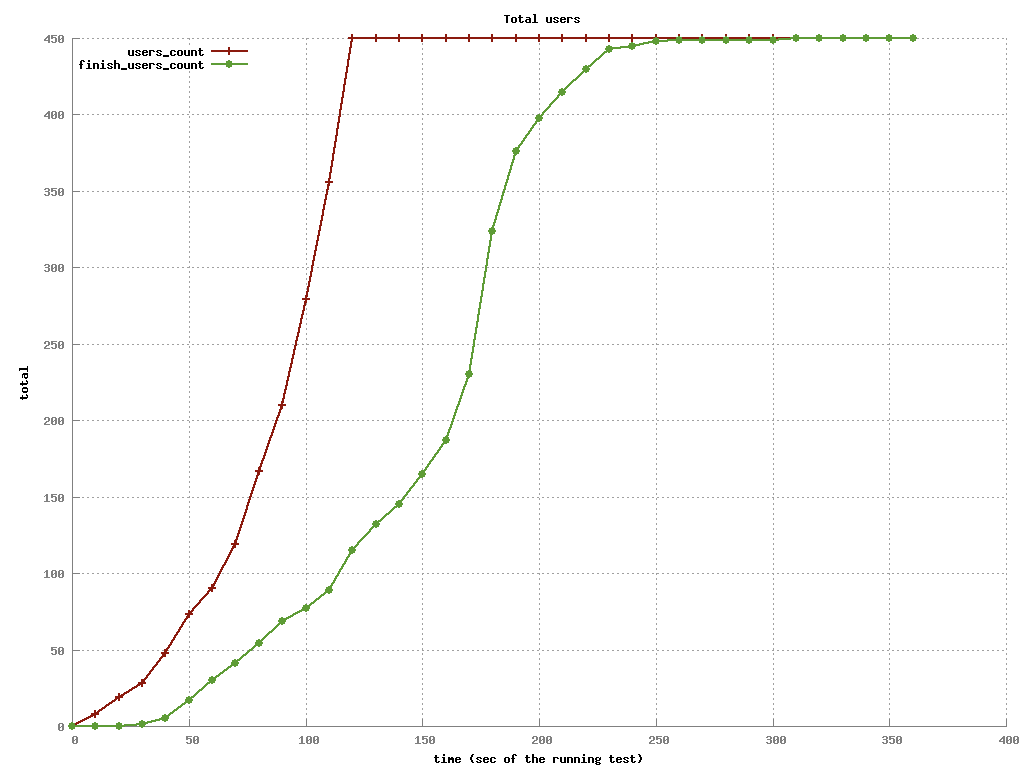 Total users
users_count
finish_users_count
450
400
350
300
250
200
150
100
50
0
total
0 50 100 150 200 250 300 350 400
time (sec of the running test)